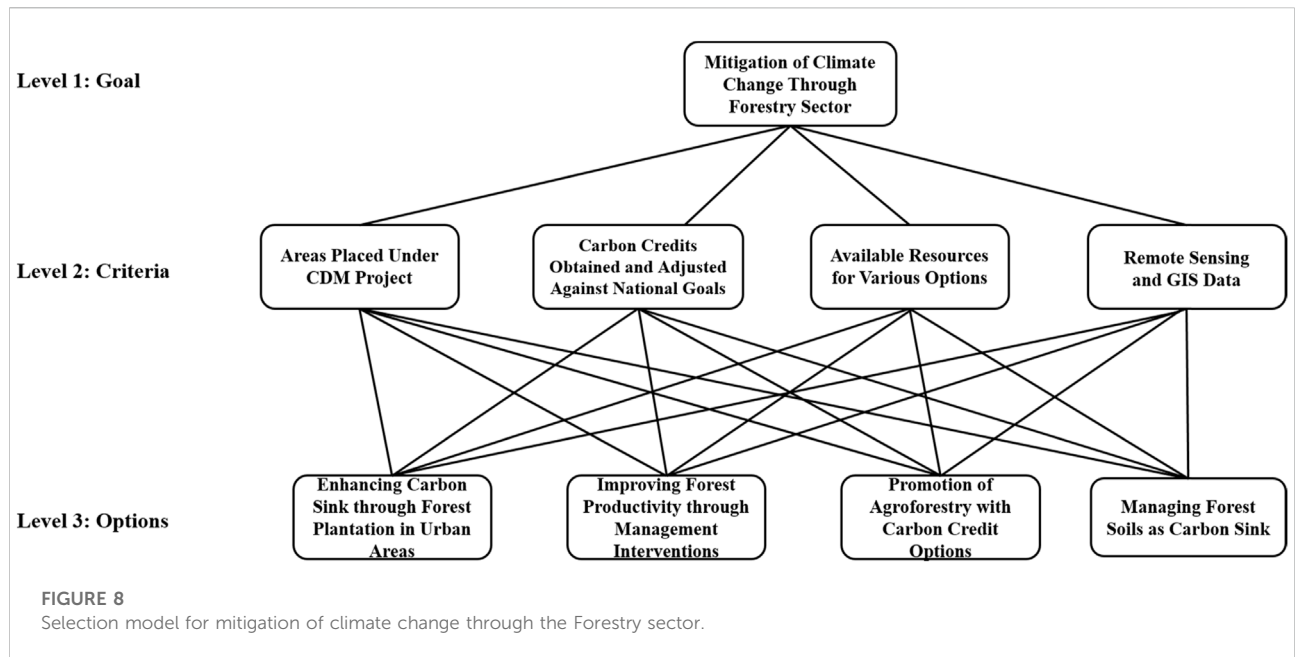 Level 1: Goal
Mitigation of Climate
Change Through
Forestry Sector
Level 2: Criteria
Areas Placed Under
CDM Project
Carbon Credits
Obtained and Adjusted
Against National Goals
Available Resources
for Various Options
Remote Sensing
and GIS Data
Level 3: Options
Enhancing Carbon
Sink through Forest
Plantation in Urban
Areas
Improving Forest
Productivity through
Management
Interventions
Promotion of
Agroforestry with
Carbon Credit
Options
Managing Forest
Soils as Carbon Sink
FIGURE 8
Selection model for mitigation of climate change through the Forestry sector.